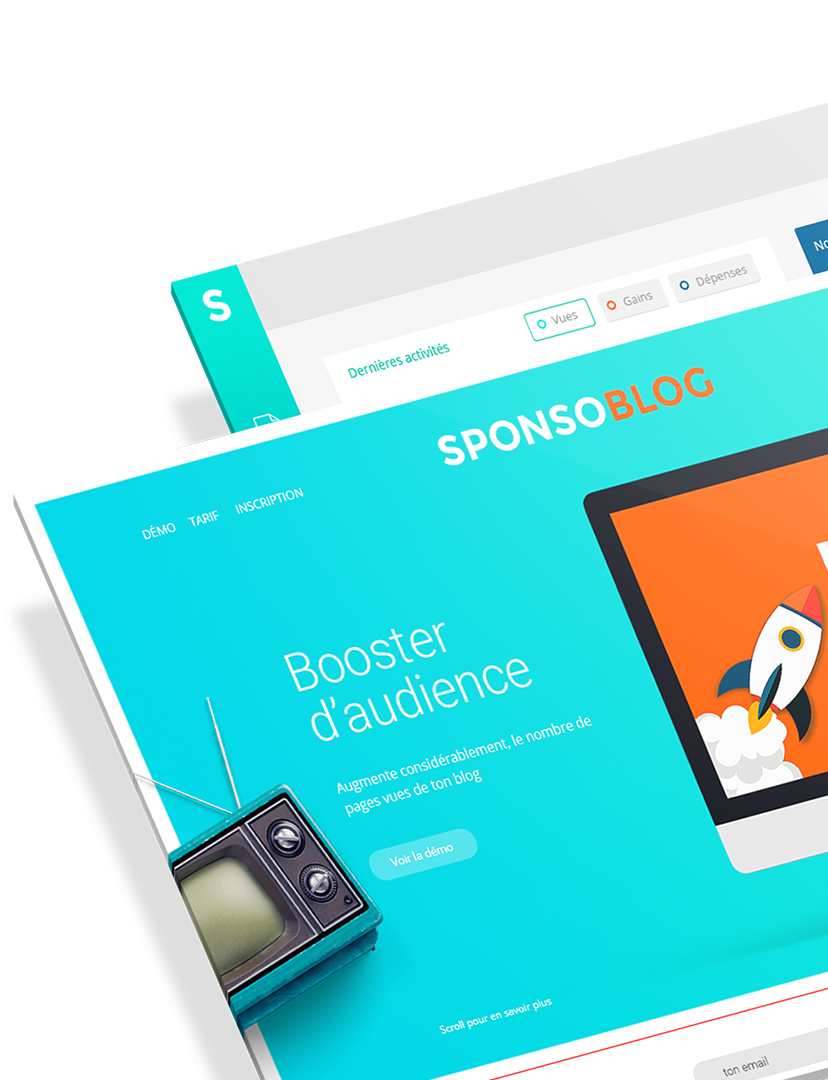 S
Dernières activités
Vues
Gains
Dépenses
SPONSOBLOG
DÉMO TARIF INSCRIPTION
Booster
d'audience
Augmente considérablement, le nombre de
pages vues de ton blog
Voir la démo
Scroll pour en savoir plus
ton email